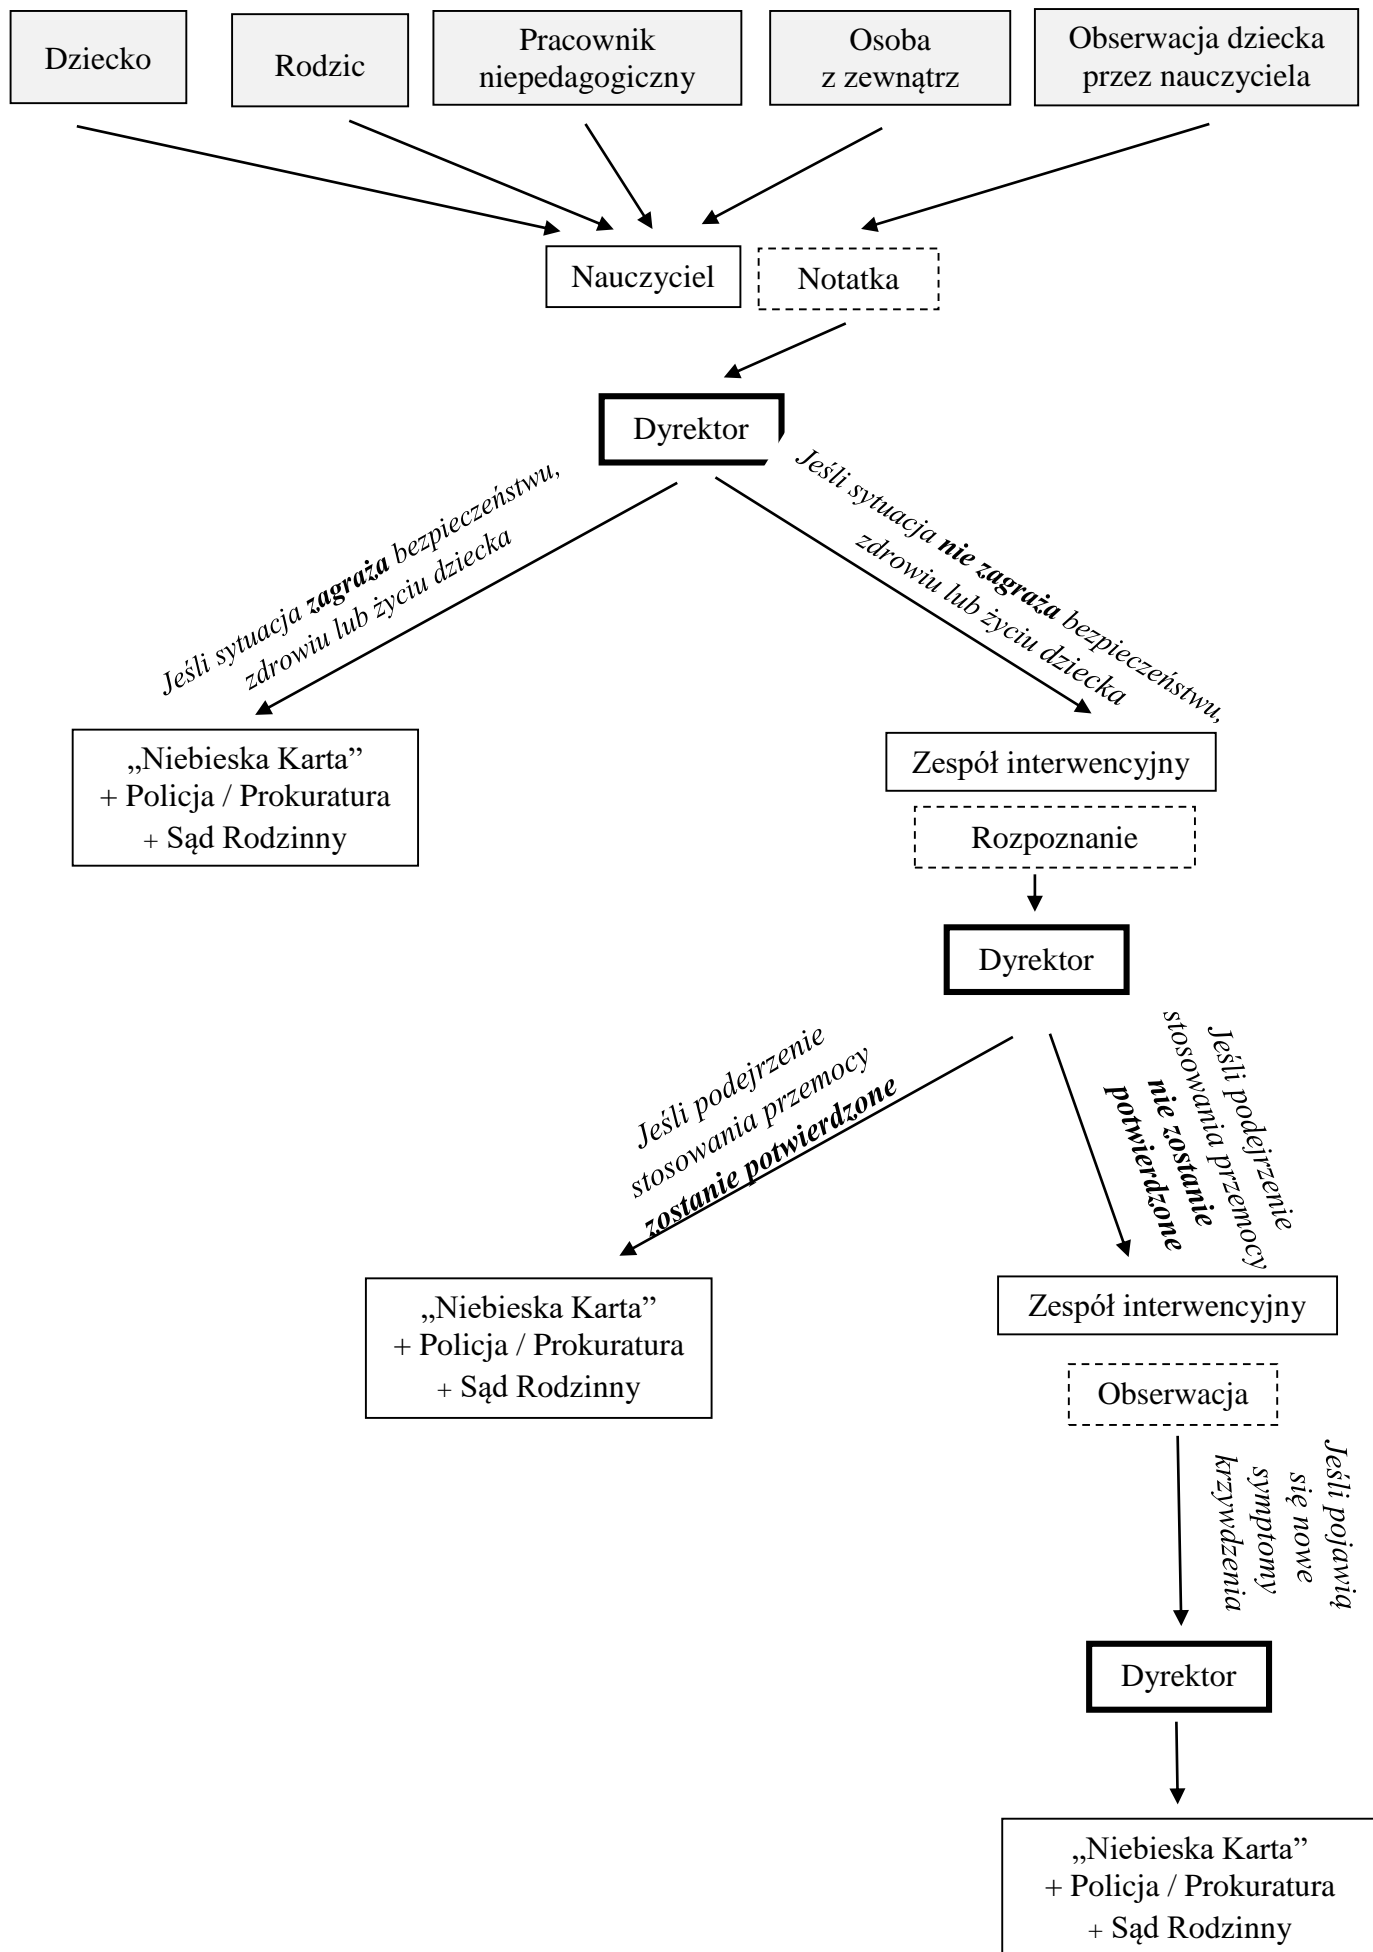 Dziecko
Rodzic
Pracownik
niepedagogiczny
Osoba
z zewnątrz
Obserwacja dziecka
przez nauczyciela
Nauczyciel
Notatka
Dyrektor
Jeśli sytuacja zagraża bezpieczeństwu,
zdrowiu lub życiu dziecka
Jeśli sytuacja nie zagraża bezpieczeństwu,
zdrowiu lub życiu dziecka
„Niebieska Karta”
+ Policja / Prokuratura
+ Sąd Rodzinny
Zespół interwencyjny
Rozpoznanie
Dyrektor
Jeśli podejrzenie
stosowania przemocy
zostanie potwierdzone
Jeśli podejrzenie
stosowania przemocy
nie zostanie
potwierdzone
„Niebieska Karta”
+ Policja / Prokuratura
+ Sąd Rodzinny
Zespół interwencyjny
Obserwacja
Jeśli pojawią
się nowe
symptomy
krzywdzenia
Dyrektor
„Niebieska Karta”
+ Policja / Prokuratura
+ Sąd Rodzinny